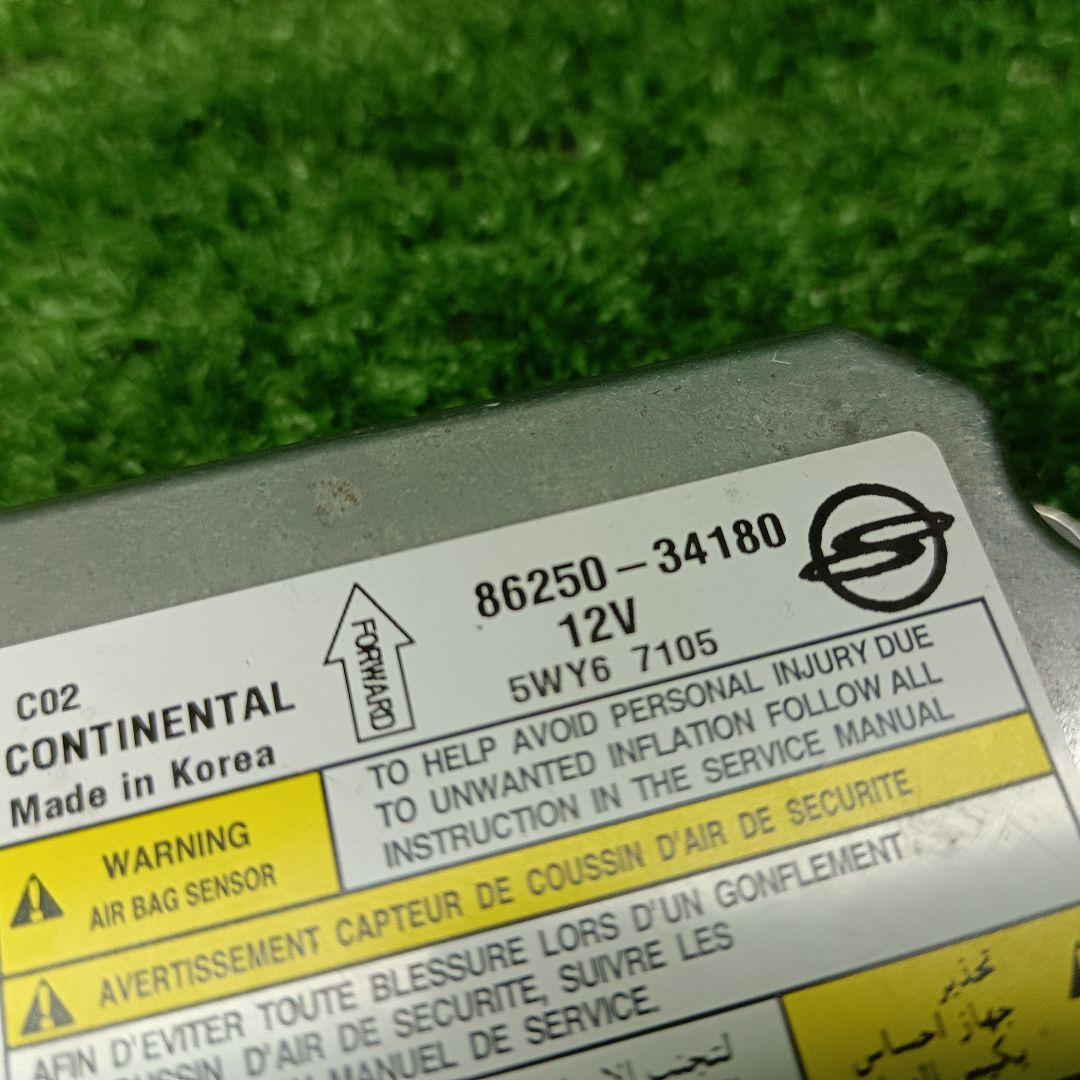 86250-34180
12V
5WY6 7105
FORWARD
C02
CONTINENTAL
Made in Korea
WARNING
AIR BAG SENSOR
TO HELP AVOID PERSONAL INJURY DUE
TO UNWANTED INFLATION FOLLOW ALL
INSTRUCTION IN THE SERVICE MANUAL
AVERTISSEMENT CAPTEUR DE COUSSIN D'AIR DE SECURITE
AFIN D'EVITER TOUTE BLESSURE LORS D'UN GONFLEMENT
D'AIR DE SECURITE, SUIVRE LES
MANUEL DE SERVICE.
تحذير
جهاز احساس
لتجنب